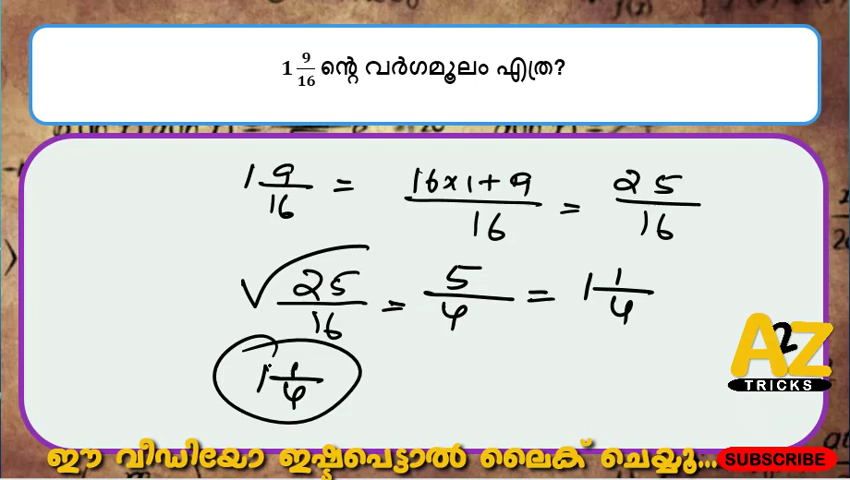 1 9/16 ന്റെ വർഗമൂലം എത്ര?
1 9/16 = 16×1+9/16 = 25/16
√25/16 = 5/4 = 1 1/4
1 1/4
A2Z
TRICKS
ഈ വീഡിയോ ഇഷ്ടപെട്ടാൽ ലൈക് ചെയ്യൂ... SUBSCRIBE